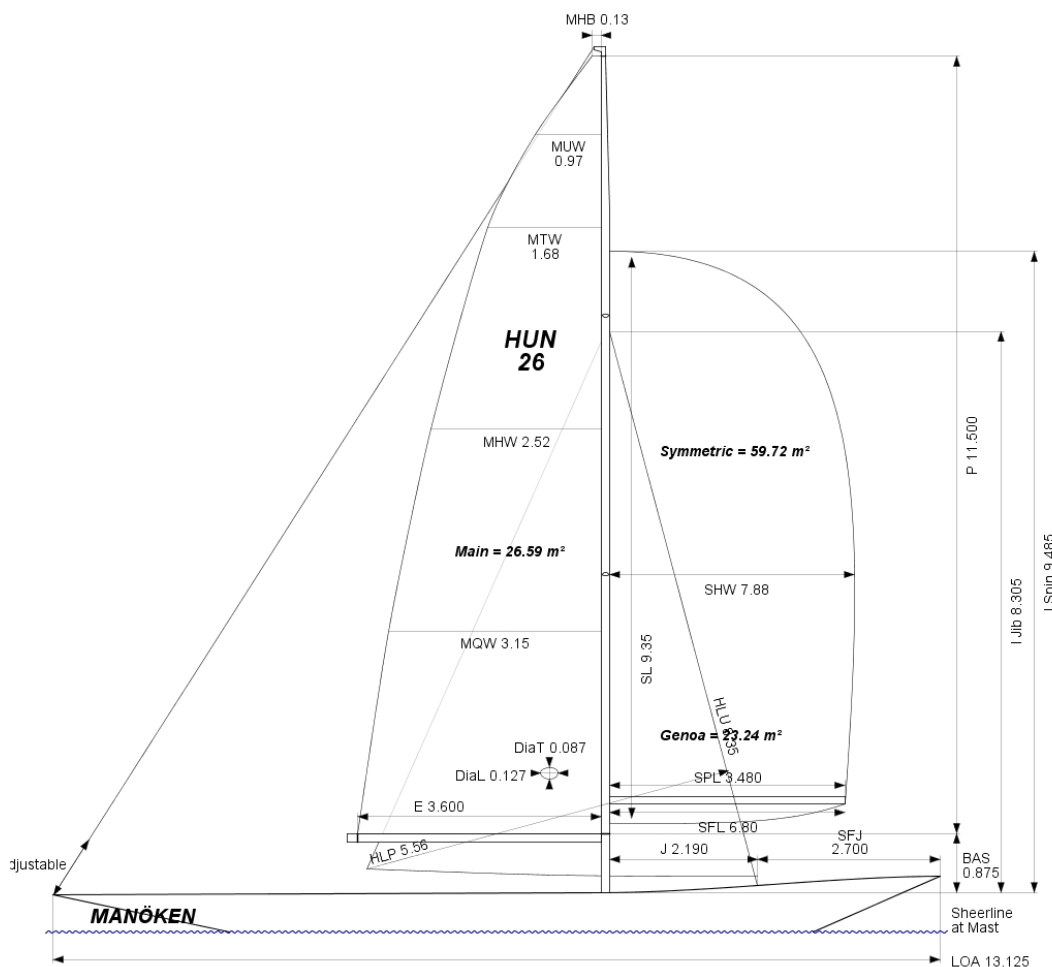 MHB 0.13
MUW
0.97
MTW
1.68
HUN
26
MHW 2.52
Symmetric = 59.72 m²
P 11.500
I Spin 9.485
I Jib 8.305
Main = 26.59 m²
SHW 7.88
MQW 3.15
SL 9.35
Genoa = 23.24 m²
DiaT 0.087
DiaL 0.127
SPL 3.480
E 3.600
SFL 6.80
SFJ
2.700
HLP 5.56
J 2.190
BAS
0.875
djustable
MANÖKEN
Sheerline
at Mast
LOA 13.125